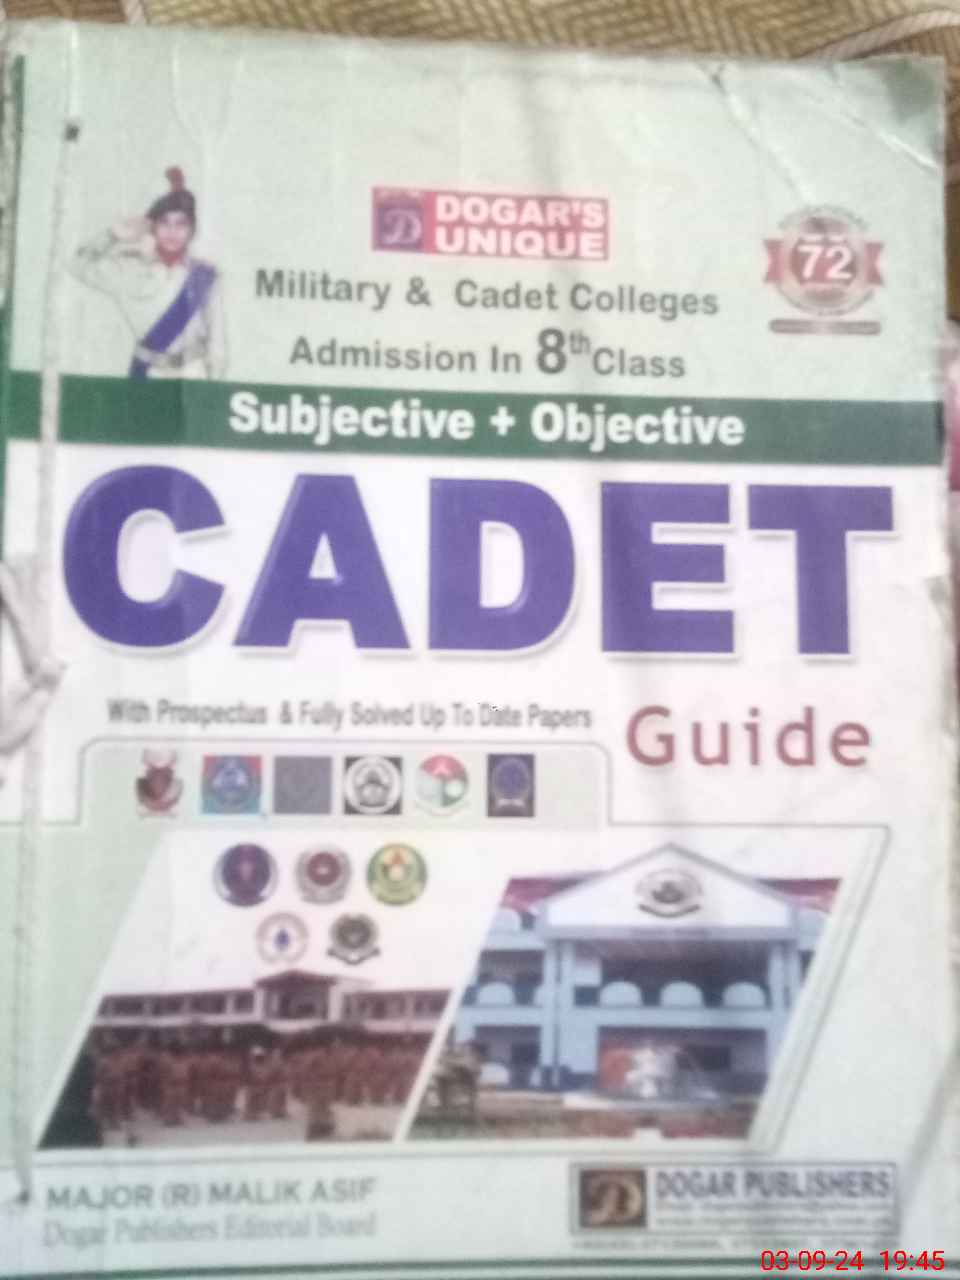 DOGAR'S
UNIQUE
Military & Cadet Colleges
Admission In 8th Class
72
Subjective + Objective
CADET
With Prospectus & Fully Solved Up To Date Papers
Guide
MAJOR (R) MALIK ASIF
Dogar Publishers Editorial Board
D
DOGAR PUBLISHERS
03-09-24 19:45